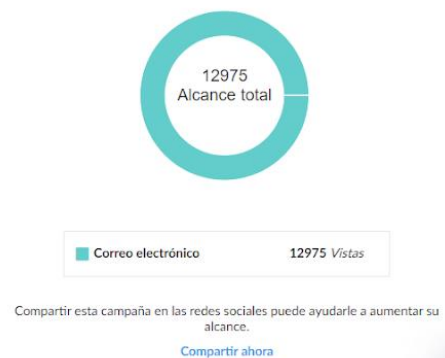 12975
Alcance total
Correo electrónico 12975 Vistas
Compartir esta campaña en las redes sociales puede ayudarle a aumentar su
alcance.
Compartir ahora